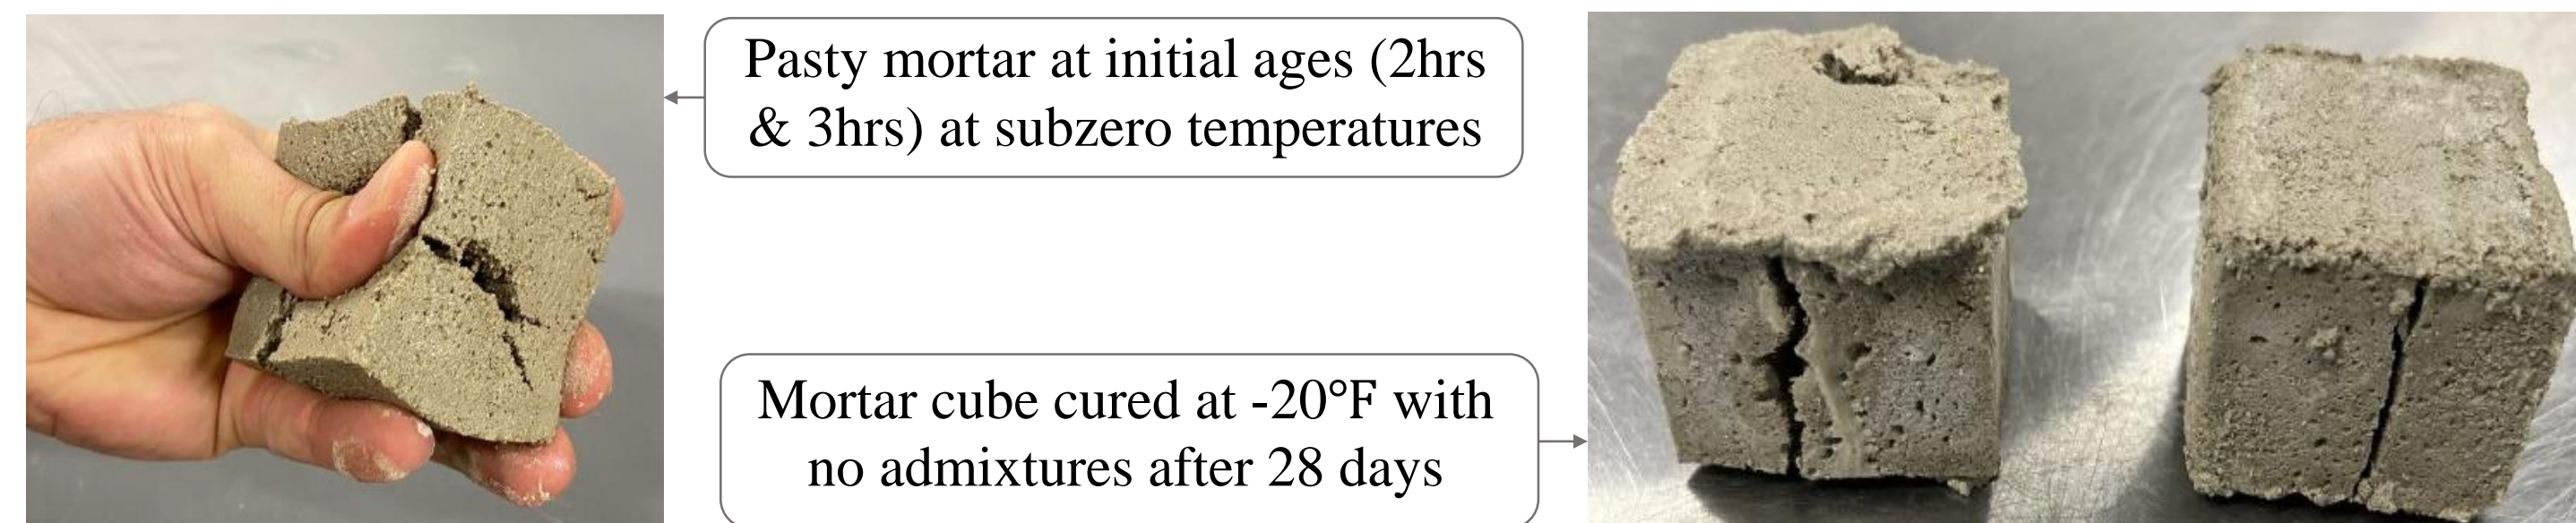 Pasty mortar at initial ages (2hrs
& 3hrs) at subzero temperatures
Mortar cube cured at -20°F with
no admixtures after 28 days